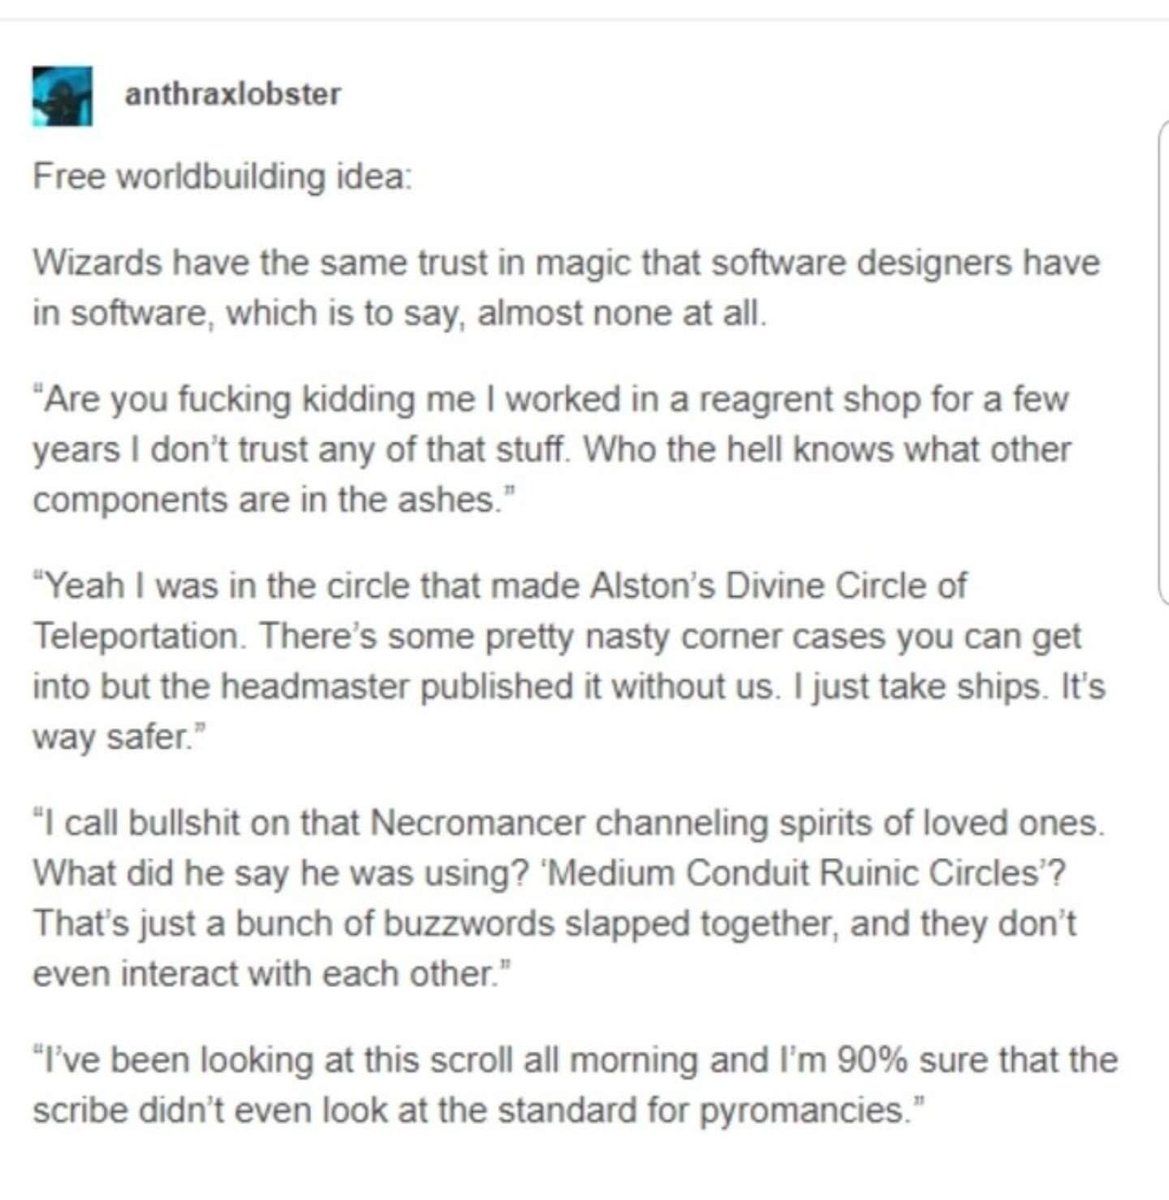 anthraxlobster
Free worldbuilding idea:
Wizards have the same trust in magic that software designers have
in software, which is to say, almost none at all.
“Are you fucking kidding me I worked in a reagrent shop for a few
years I don’t trust any of that stuff. Who the hell knows what other
components are in the ashes.”
“Yeah I was in the circle that made Alston’s Divine Circle of
Teleportation. There’s some pretty nasty corner cases you can get
into but the headmaster published it without us. I just take ships. It’s
way safer.”
“I call bullshit on that Necromancer channeling spirits of loved ones.
What did he say he was using? ‘Medium Conduit Ruinic Circles’?
That’s just a bunch of buzzwords slapped together, and they don’t
even interact with each other.”
“I’ve been looking at this scroll all morning and I’m 90% sure that the
scribe didn’t even look at the standard for pyromancies.”